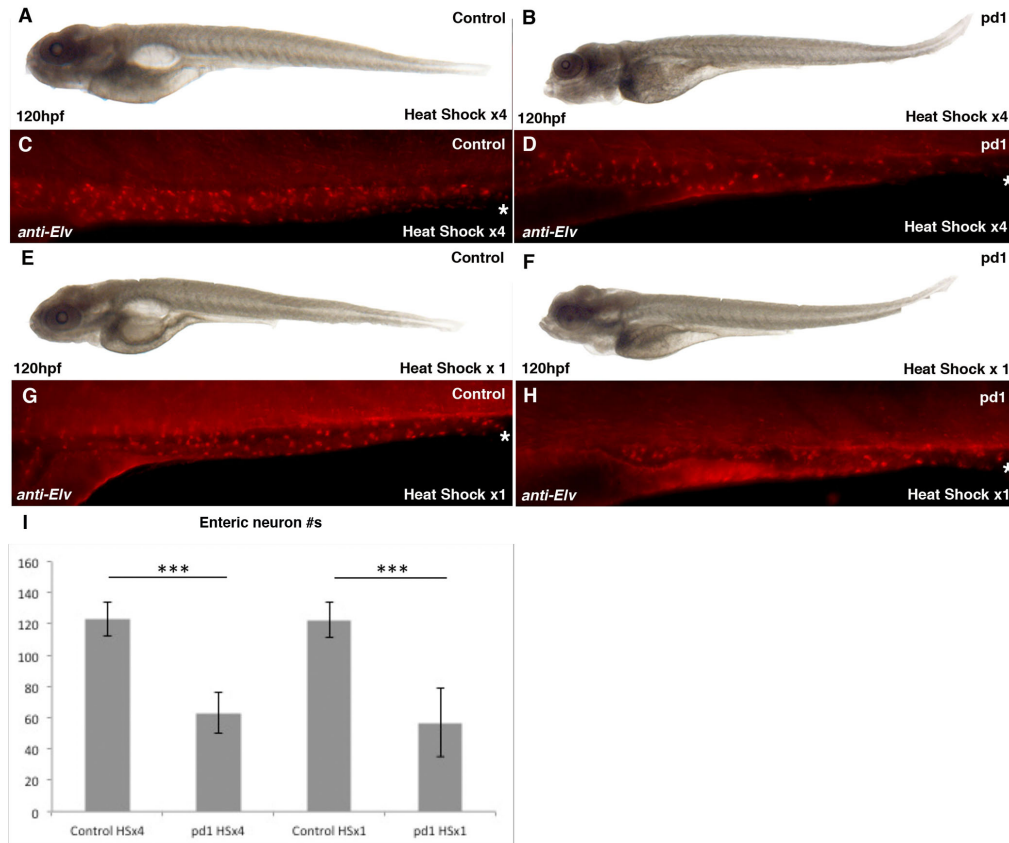 A
Control
120hpf
Heat Shock x4
B
pd1
120hpf
Heat Shock x4
C
Control
anti-Elv
Heat Shock x4
*
D
pd1
anti-Elv
Heat Shock x4
*
E
Control
120hpf
Heat Shock x 1
F
pd1
120hpf
Heat Shock x 1
G
Control
anti-Elv
Heat Shock x1
*
H
pd1
anti-Elv
Heat Shock x1
*
I
Enteric neuron #s
160
140
120
100
80
60
40
20
0
***
***
Control HSx4
pd1 HSx4
Control HSx1
pd1 HSx1